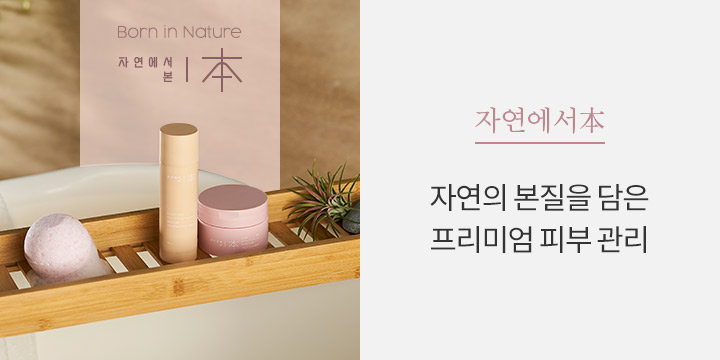 Born in Nature
자연에서
본
本
자연에서本
자연의 본질을 담은
프리미엄 피부 관리